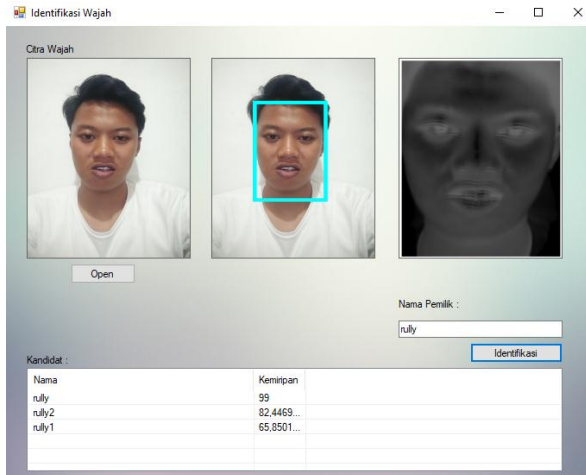 Identifikasi Wajah
Citra Wajah
Open
Nama Pemilik :
rully
Identifikasi
Kandidat :
Nama Kemiripan
rully 99
rully2 82,4469...
rully1 65,8501...